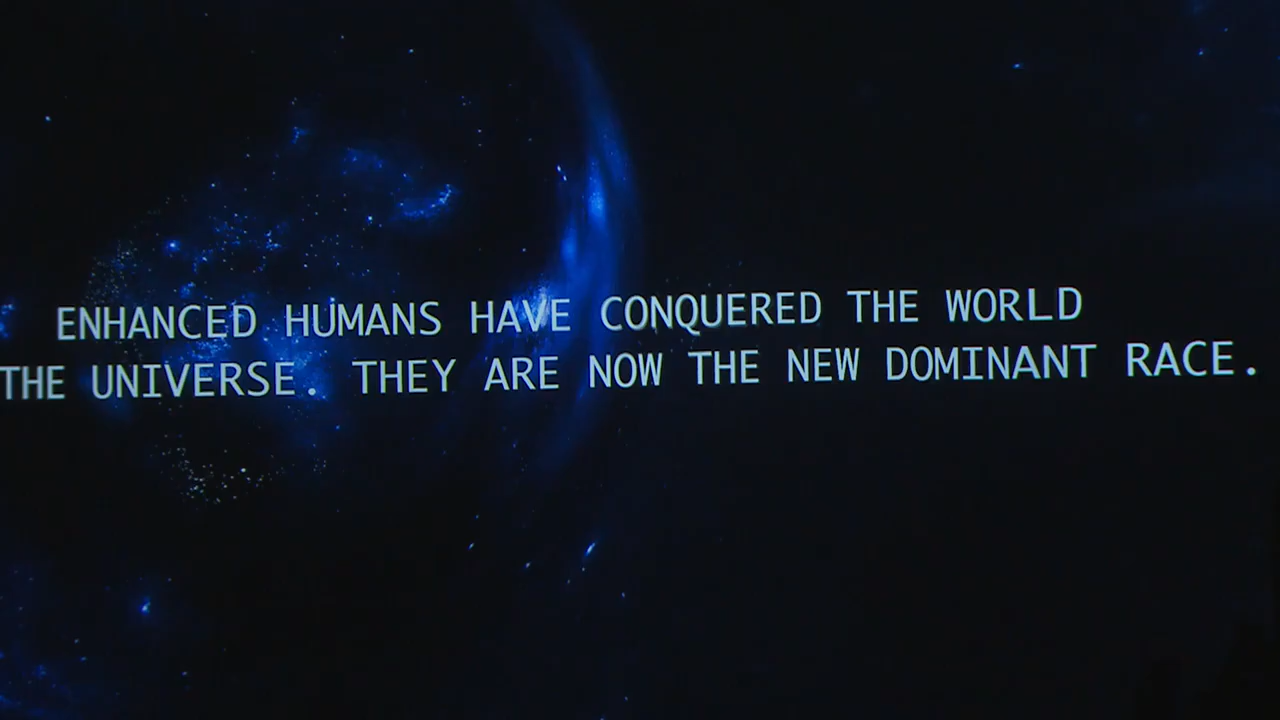 ENHANCED HUMANS HAVE CONQUERED THE WORLD
THE UNIVERSE. THEY ARE NOW THE NEW DOMINANT RACE.